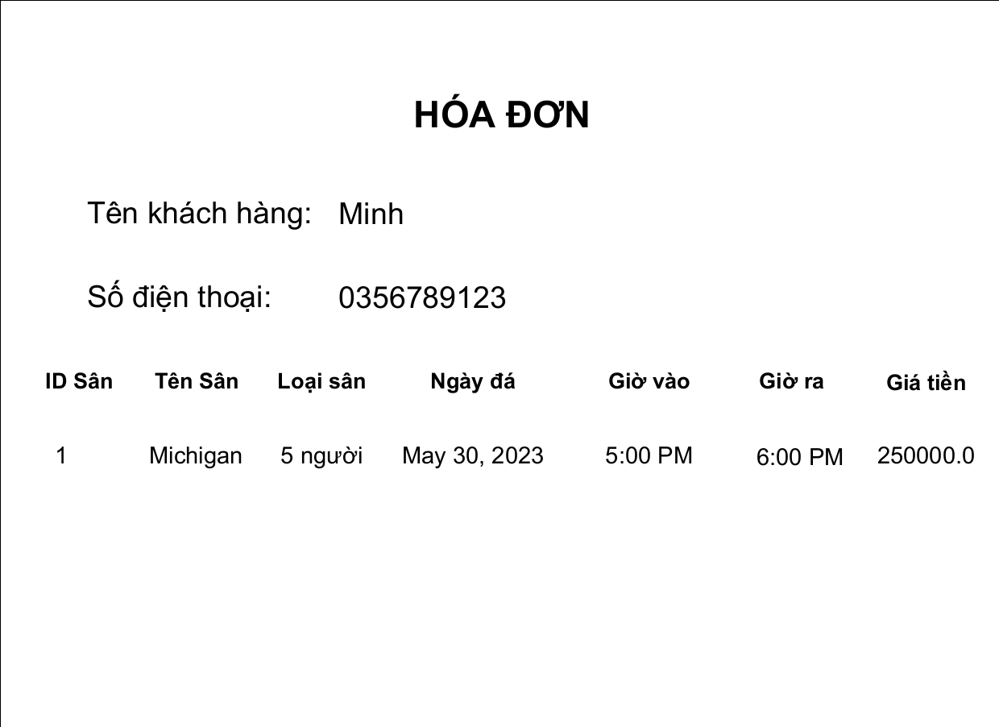 HÓA ĐƠN
Tên khách hàng: Minh
Số điện thoại: 0356789123
ID Sân Tên Sân Loại sân Ngày đá Giờ vào Giờ ra Giá tiền
1 Michigan 5 người May 30, 2023 5:00 PM 6:00 PM 250000.0